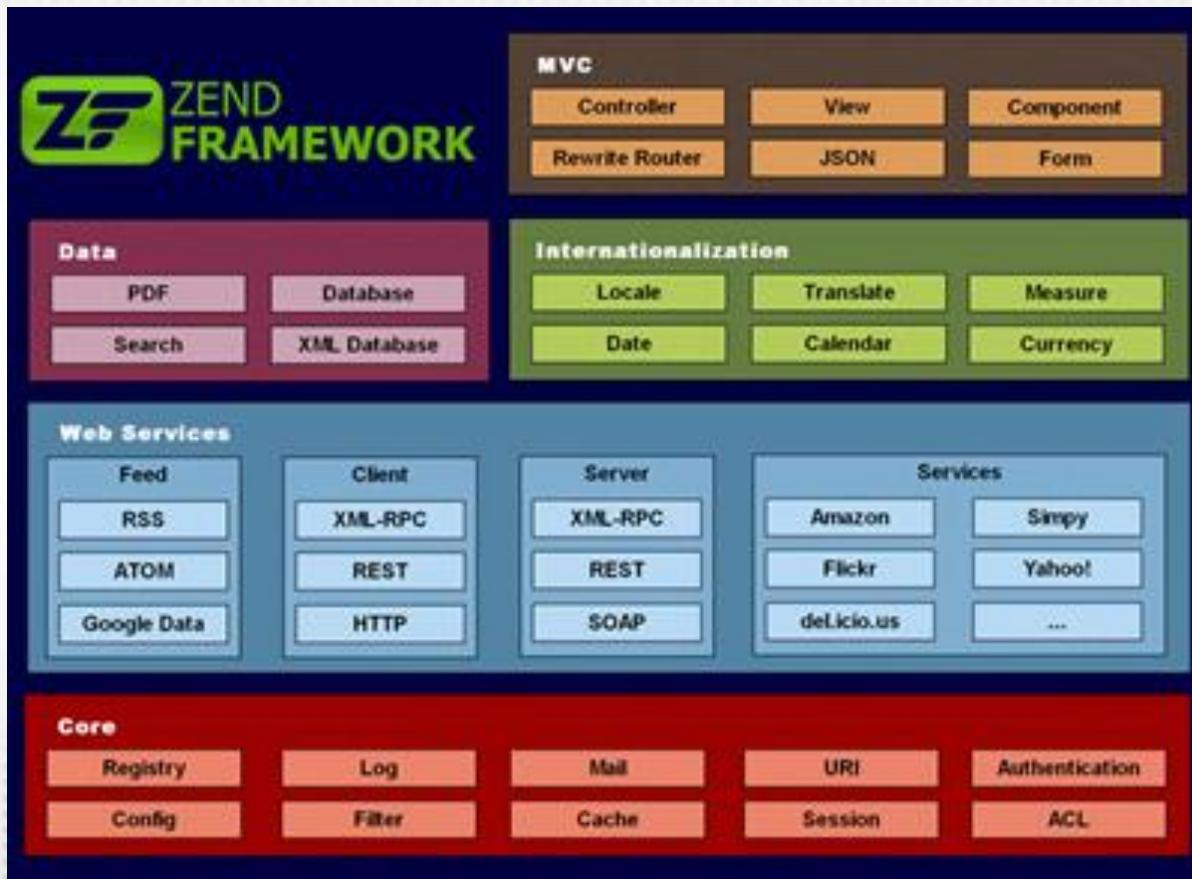 ZF ZEND
FRAMEWORK
MVC
Controller View Component
Rewrite Router JSON Form
Data
PDF Database
Search XML Database
Internationalization
Locale Translate Measure
Date Calendar Currency
Web Services
Feed
RSS
ATOM
Google Data
Client
XML-RPC
REST
HTTP
Server
XML-RPC
REST
SOAP
Services
Amazon Simpy
Flickr Yahoo!
del.icio.us ...
Core
Registry Log Mail URI Authentication
Config Filter Cache Session ACL